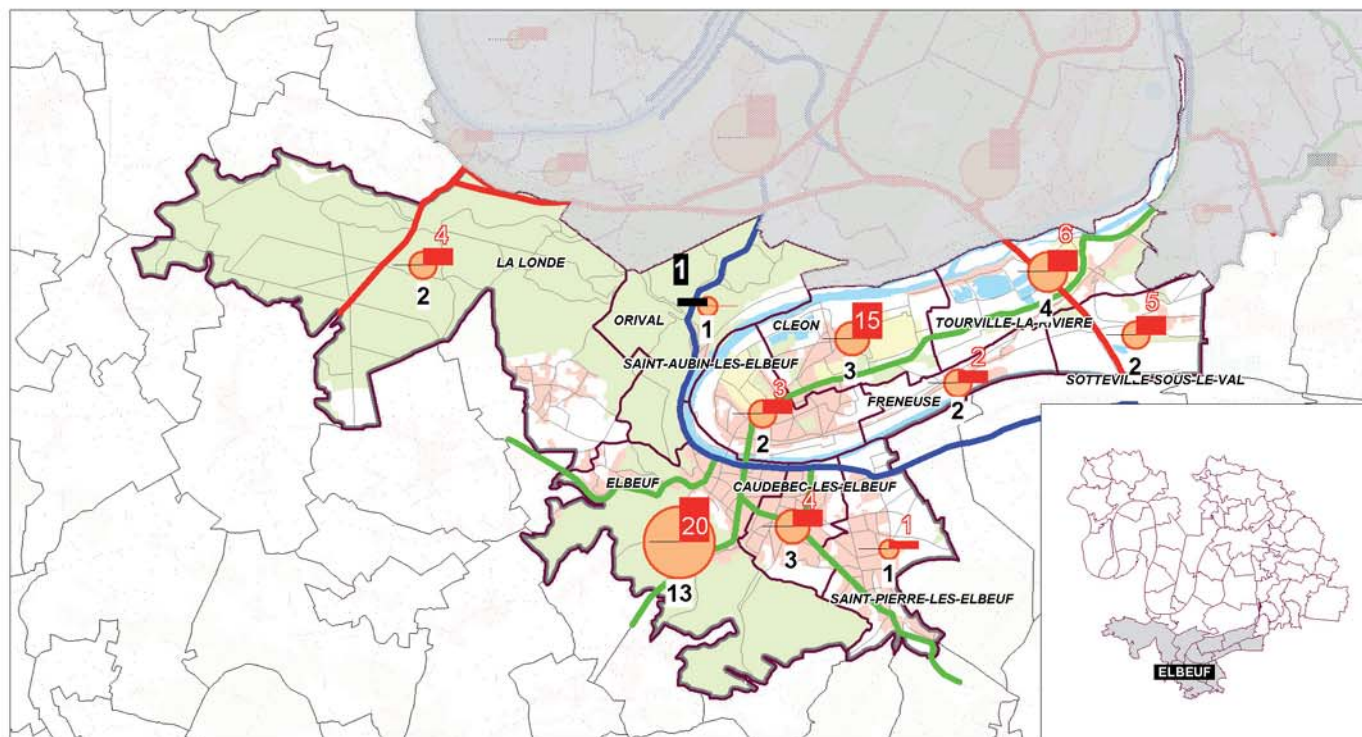 4
2
LA LONDE
1
1
ORIVAL
SAINT-AUBIN-LES-ELBEUF
CLEON
15
3
6
4
TOURVILLE-LA-RIVIERE
5
2
SOTTEVILLE-SOUS-LE-VAL
2
2
FRENEUSE
3
2
ELBEUF
CAUDEBEC-LES-ELBEUF
20
13
4
3
1
1
SAINT-PIERRE-LES-ELBEUF
ELBEUF